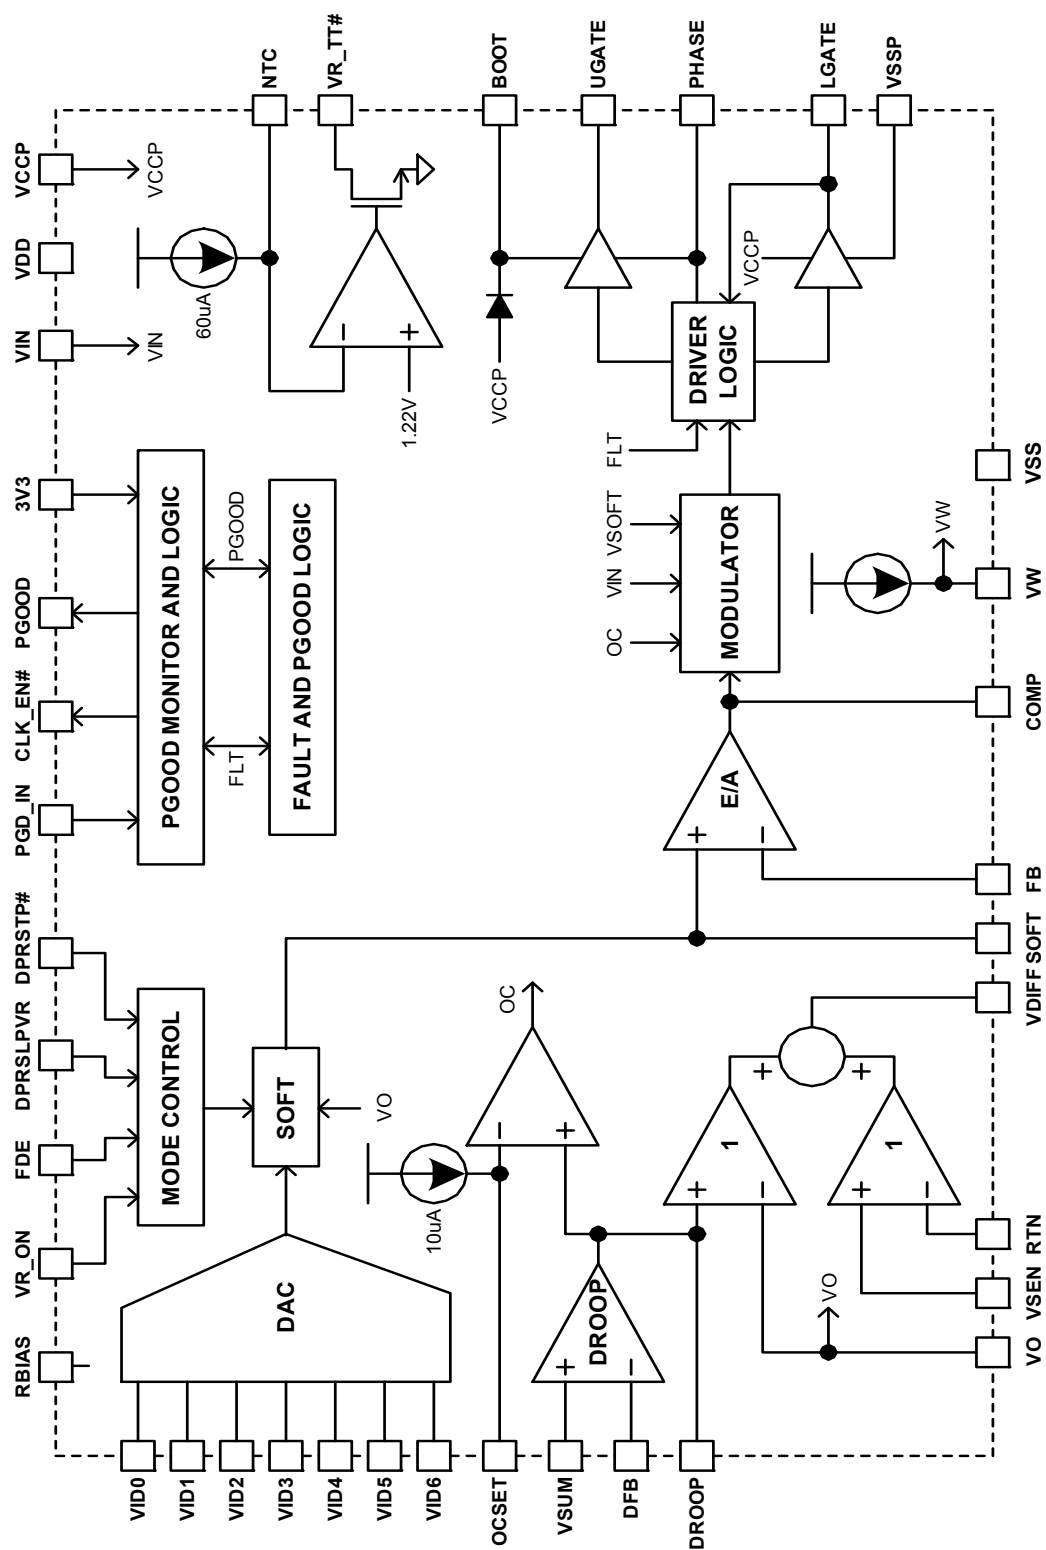 RBIAS
VR_ON
FDE
DPRSLPVR
DPRSTP#
PGD_IN
CLK_EN#
PGOOD
3V3
VIN
VDD
VCCP
VIN
VCCP
60uA
NTC
VR_TT#
BOOT
UGATE
PHASE
LGATE
VSSP
MODE CONTROL
PGOOD MONITOR AND LOGIC
FLT
PGOOD
FAULT AND PGOOD LOGIC
−
+
1.22V
VCCP
VCCP
DRIVER
LOGIC
FLT
OC
VIN
VSOFT
MODULATOR
DAC
SOFT
VO
10uA
−
+
OC
DROOP
+
−
E/A
+
−
1
+
−
1
+
−
+
+
VO
VW
VID0
VID1
VID2
VID3
VID4
VID5
VID6
OCSET
VSUM
DFB
DROOP
VO
VSEN
RTN
VDIFF
SOFT
FB
COMP
VW
VSS